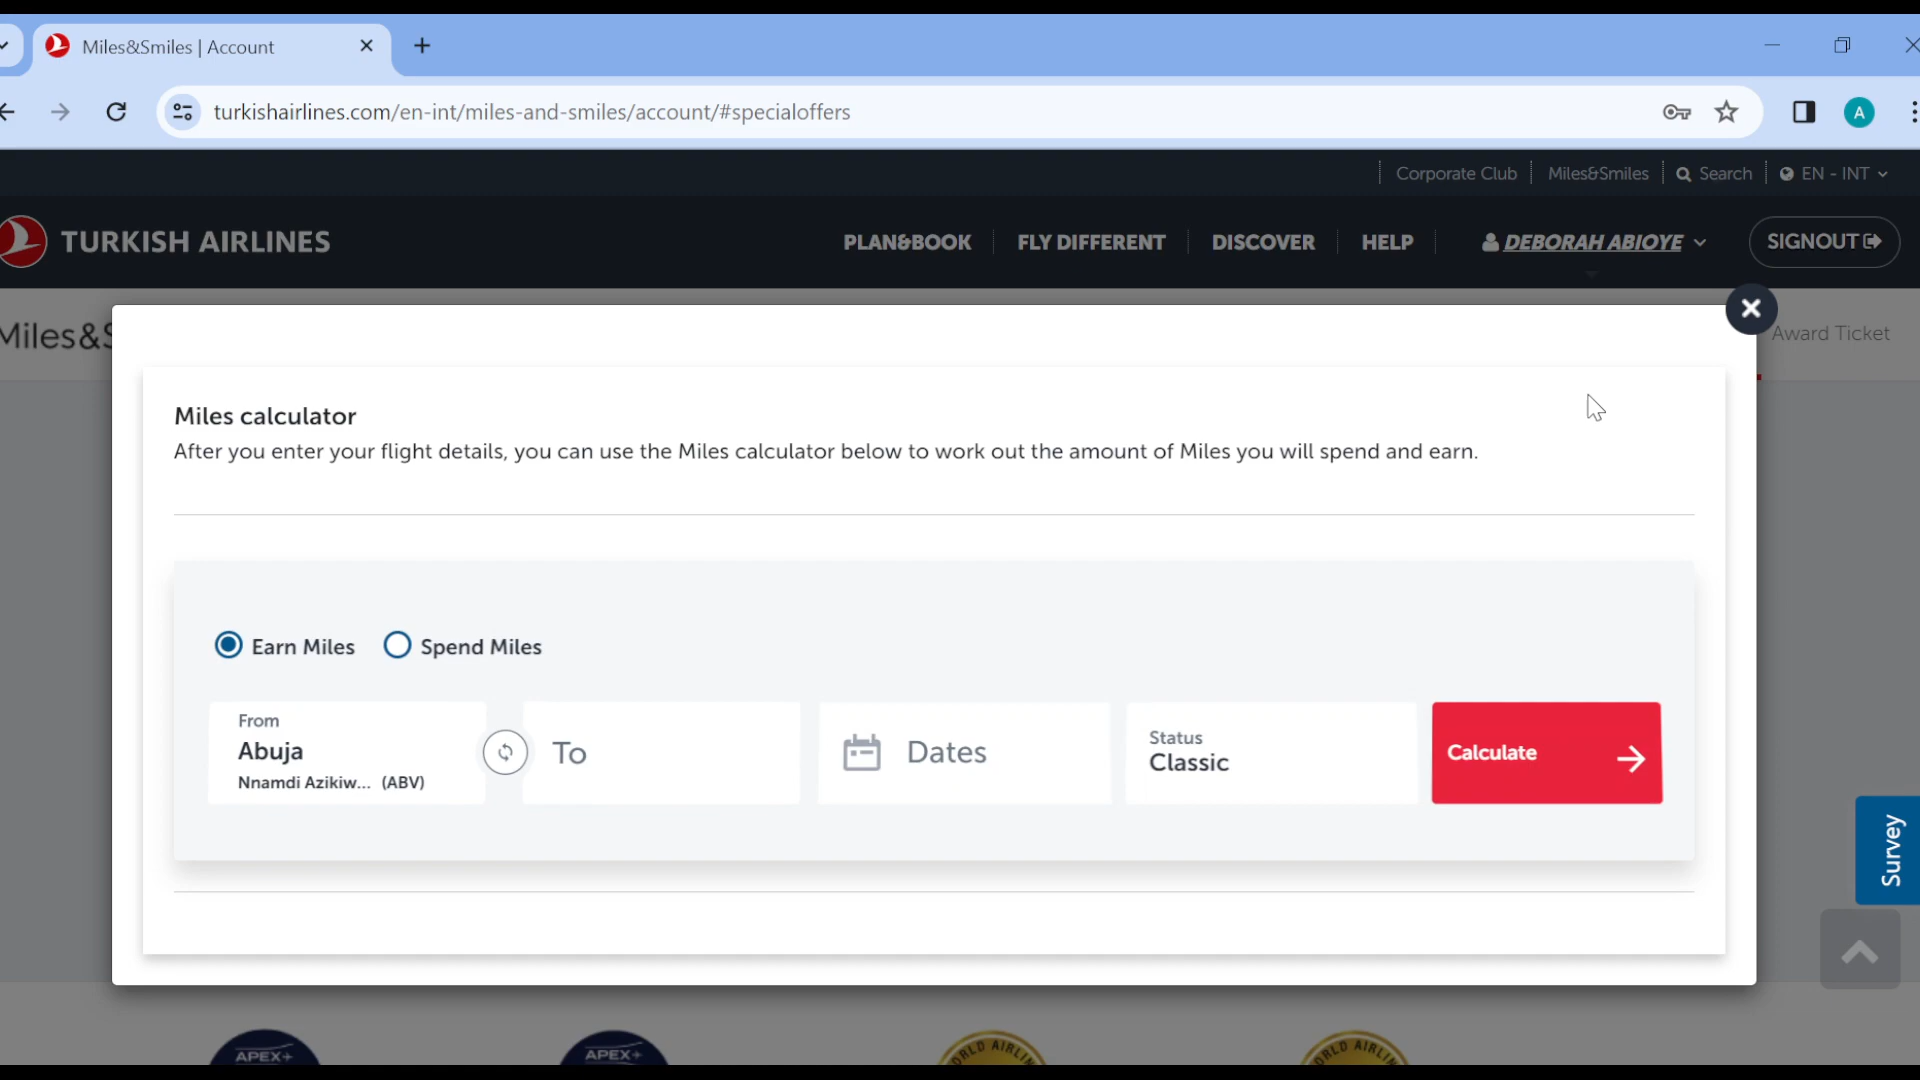 Miles&Smiles | Account
turkishairlines.com/en-int/miles-and-smiles/account/#specialoffers
A
Corporate Club
Miles&Smiles
Search
EN - INT
TURKISH AIRLINES
PLAN&BOOK
FLY DIFFERENT
DISCOVER
HELP
DEBORAH ABIOYE
SIGNOUT
Miles&S
Award Ticket
Miles calculator
After you enter your flight details, you can use the Miles calculator below to work out the amount of Miles you will spend and earn.
Earn Miles
Spend Miles
From
Abuja
Nnamdi Azikiw... (ABV)
To
Dates
Status
Classic
Calculate
Survey
APEX+
APEX+
WORLD AIRLIN
WORLD AIRLIN